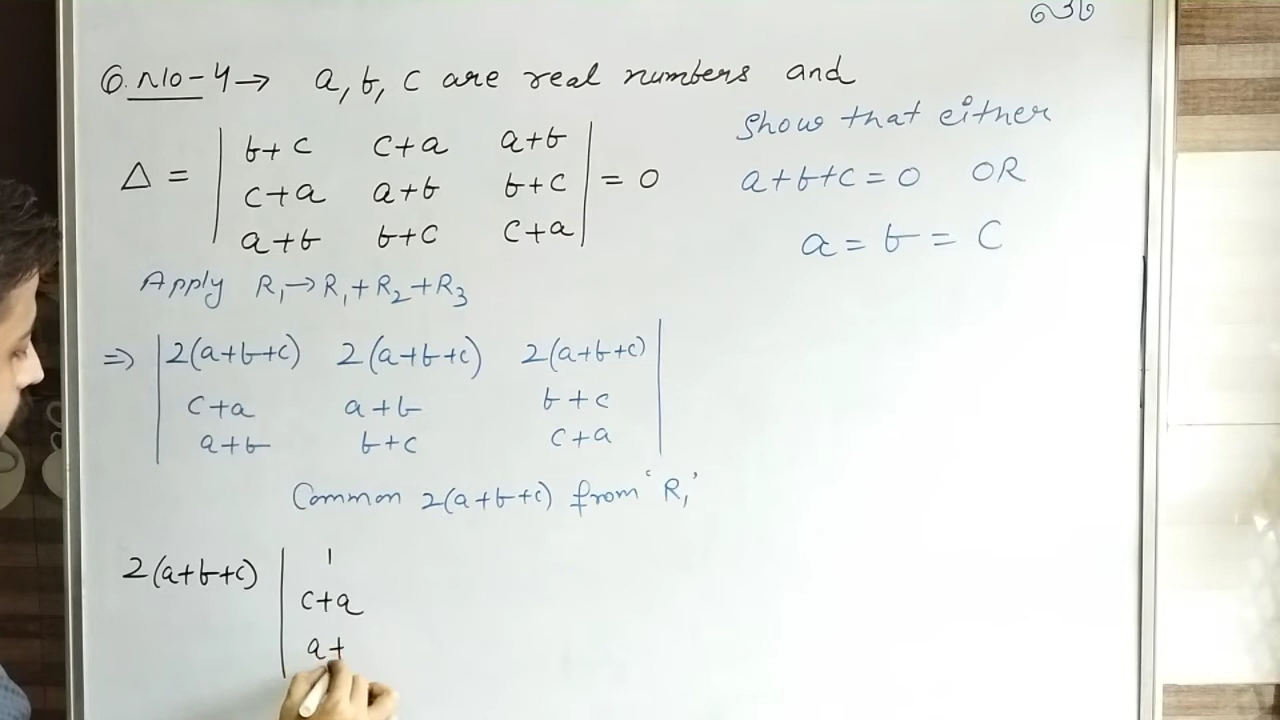 Q.No-4→ a, b, c are real numbers and
Δ = | b+c c+a a+b |
| c+a a+b b+c | = 0
| a+b b+c c+a |
Show that either
a+b+c=0 OR
a = b = c
Apply R₁→R₁+R₂+R₃
⇒ | 2(a+b+c) 2(a+b+c) 2(a+b+c) |
| c+a a+b b+c |
| a+b b+c c+a |
Common 2(a+b+c) from 'R₁'
2(a+b+c) | 1
| c+a
| a+